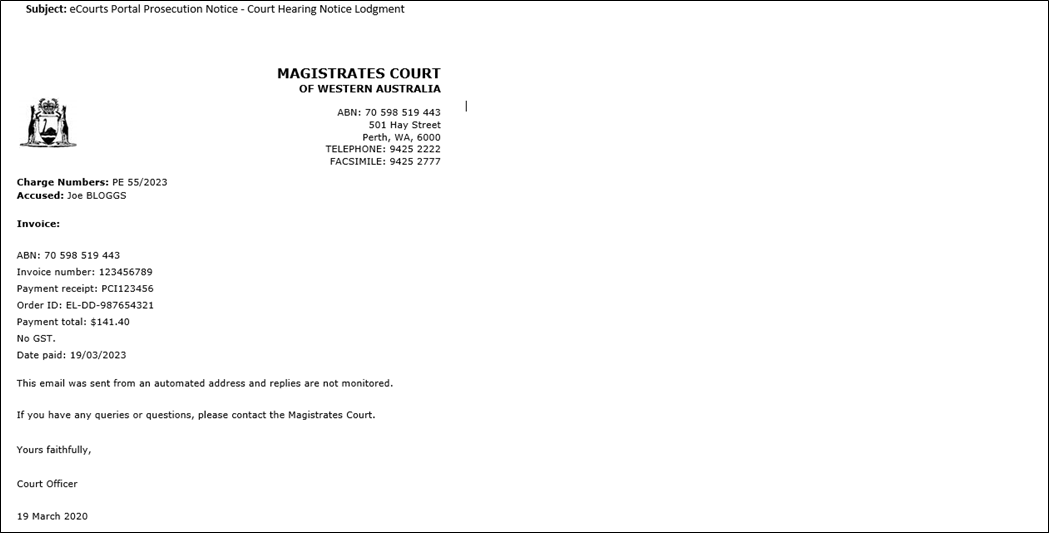 Subject: eCourts Portal Prosecution Notice - Court Hearing Notice Lodgment
MAGISTRATES COURT
OF WESTERN AUSTRALIA
ABN: 70 598 519 443
501 Hay Street
Perth, WA, 6000
TELEPHONE: 9425 2222
FACSIMILE: 9425 2777
Charge Numbers: PE 55/2023
Accused: Joe BLOGGS
Invoice:
ABN: 70 598 519 443
Invoice number: 123456789
Payment receipt: PCI123456
Order ID: EL-DD-987654321
Payment total: $141.40
No GST.
Date paid: 19/03/2023
This email was sent from an automated address and replies are not monitored.
If you have any queries or questions, please contact the Magistrates Court.
Yours faithfully,
Court Officer
19 March 2020